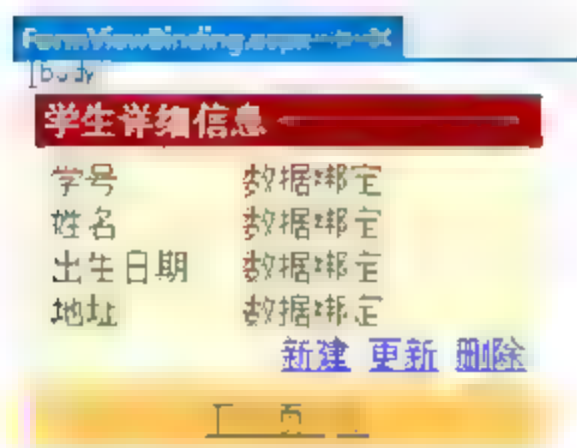 FormViewBinding.aspx
body
学生详细信息
学号 数据绑定
姓名 数据绑定
出生日期 数据绑定
地址 数据绑定
新建 更新 删除